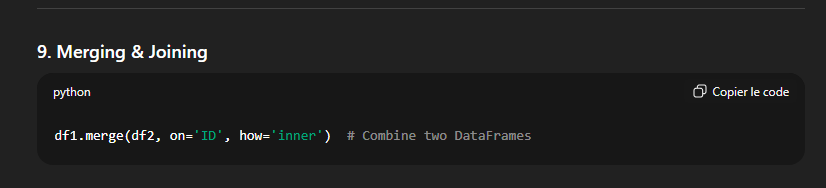 9. Merging & Joining
python
Copier le code
df1.merge(df2, on='ID', how='inner')  # Combine two DataFrames